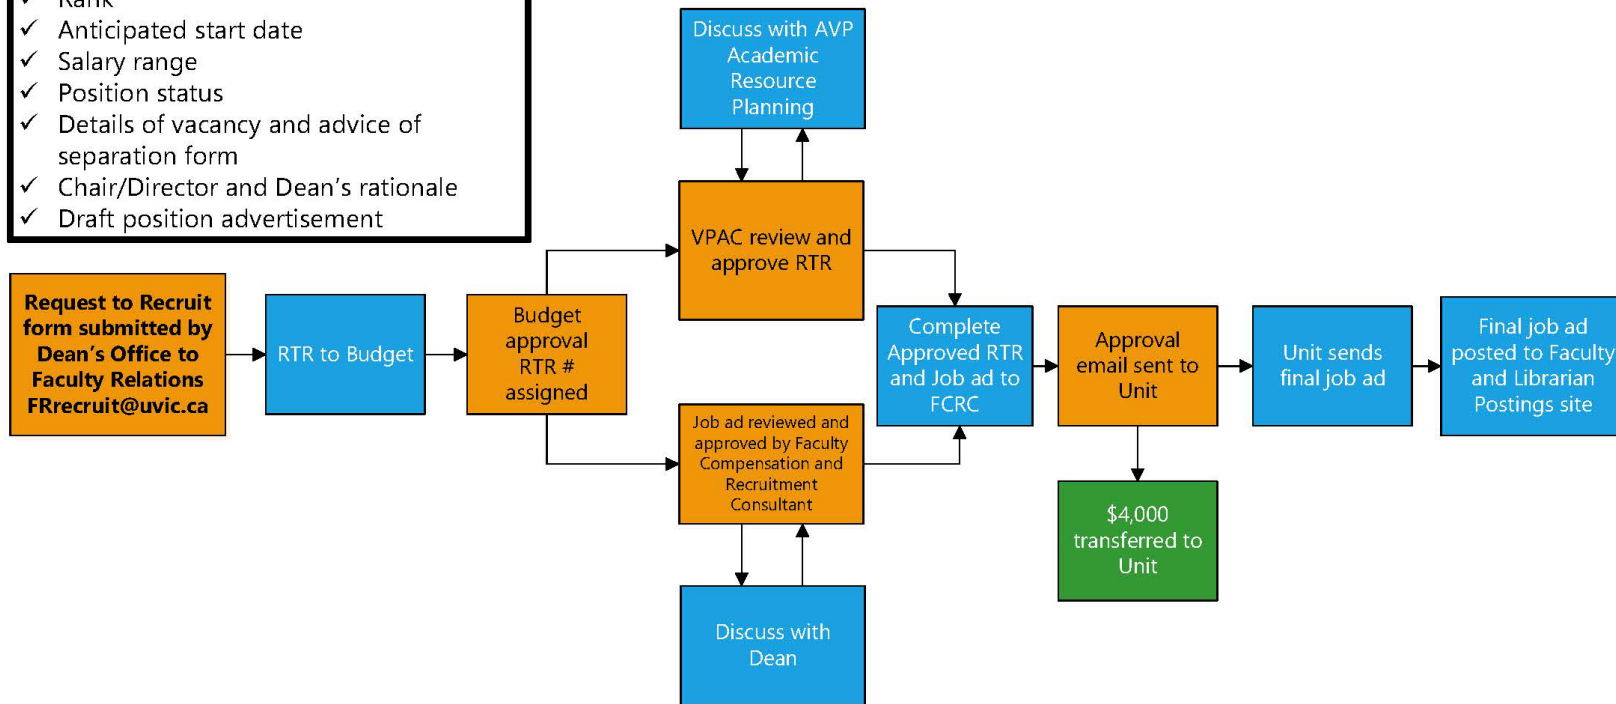 Rank
✓ Anticipated start date
✓ Salary range
✓ Position status
✓ Details of vacancy and advice of
separation form
✓ Chair/Director and Dean's rationale
✓ Draft position advertisement
Request to Recruit
form submitted by
Dean's Office to
Faculty Relations
FRrecruit@uvic.ca
RTR to Budget
Budget
approval
RTR #
assigned
Discuss with AVP
Academic
Resource
Planning
VPAC review and
approve RTR
Job ad reviewed and
approved by Faculty
Compensation and
Recruitment
Consultant
Discuss with
Dean
Complete
Approved RTR
and Job ad to
FCRC
Approval
email sent to
Unit
$4,000
transferred to
Unit
Unit sends
final job ad
Final job ad
posted to Faculty
and Librarian
Postings site